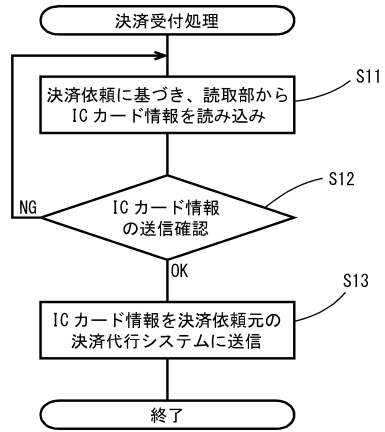 決済受付処理
S11
決済依頼に基づき、読取部から
ICカード情報を読み込み
S12
ICカード情報
の送信確認
NG
OK
S13
ICカード情報を決済依頼元の
決済代行システムに送信
終了